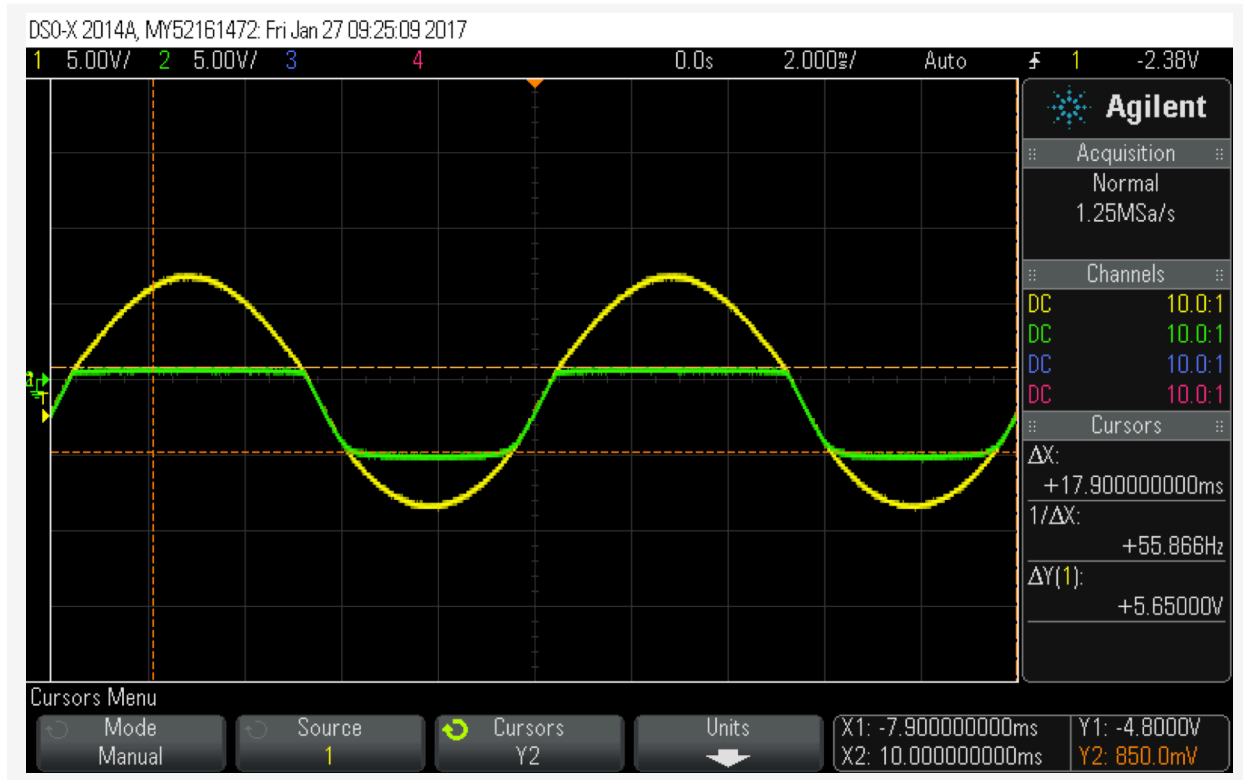 DSO-X 2014A, MY52161472: Fri Jan 27 09:25:09 2017
1 5.00V/ 2 5.00V/ 3 4 0.0s 2.000ms/ Auto 1 -2.38V
Agilent
Acquisition
Normal
1.25MSa/s
Channels
DC 10.0:1
DC 10.0:1
DC 10.0:1
DC 10.0:1
Cursors
ΔX:
+17.900000000ms
1/ΔX:
+55.866Hz
ΔY(1):
+5.65000V
Cursors Menu
Mode
Manual
Source
1
Cursors
Y2
Units
X1: -7.900000000ms
X2: 10.000000000ms
Y1: -4.8000V
Y2: 850.0mV